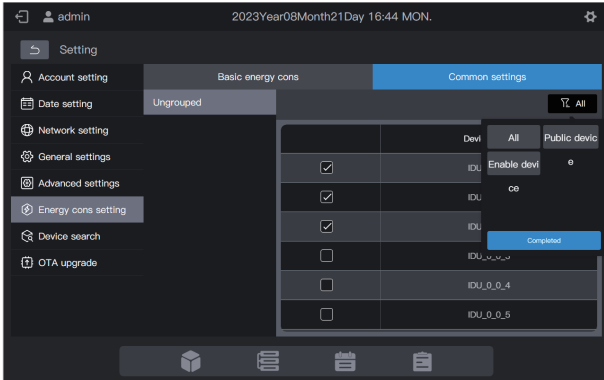 admin
2023Year08Month21Day 16:44 MON.
Setting
Account setting
Date setting
Network setting
General settings
Advanced settings
Energy cons setting
Device search
OTA upgrade
Basic energy cons
Common settings
Ungrouped
All
Devi
IDU
IDU
IDU
IDU_0_0_3
IDU_0_0_4
IDU_0_0_5
All
Public devic
e
Enable devi
ce
Completed